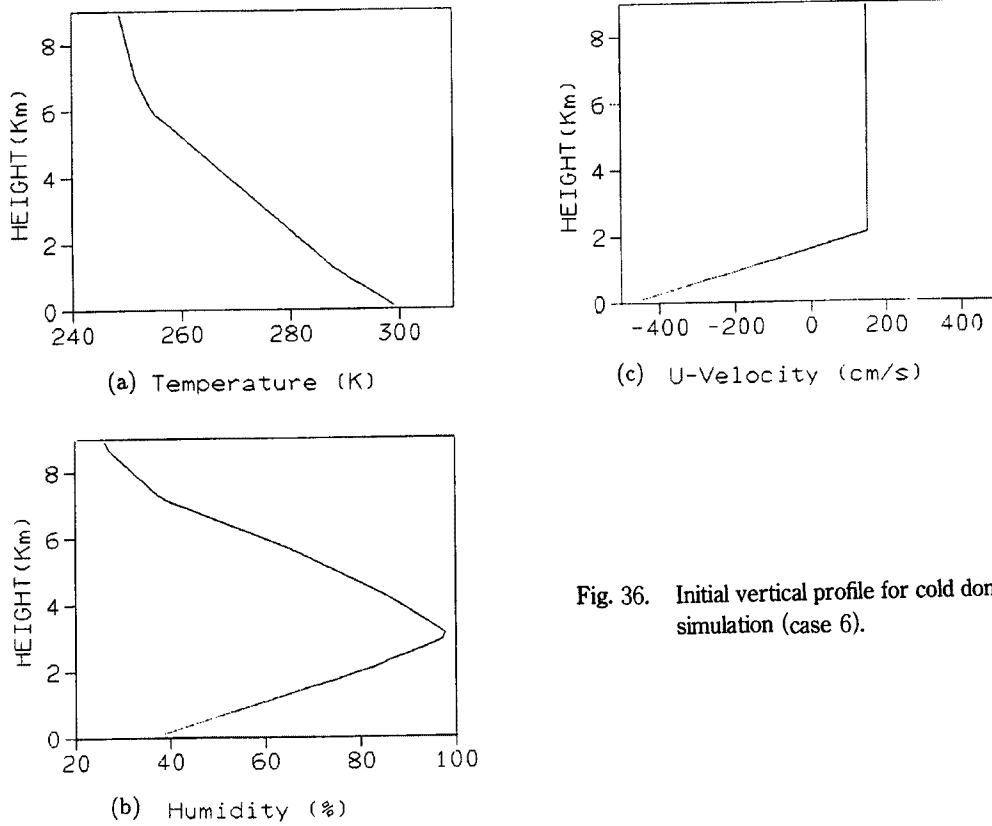 8
6
4
2
0
HEIGHT(Km)
240 260 280 300
(a) Temperature (K)
8
6
4
2
0
HEIGHT(Km)
-400 -200 0 200 400
(c) U-Velocity (cm/s)
8
6
4
2
0
HEIGHT(Km)
20 40 60 80 100
(b) Humidity (%)
Fig. 36. Initial vertical profile for cold
simulation (case 6).